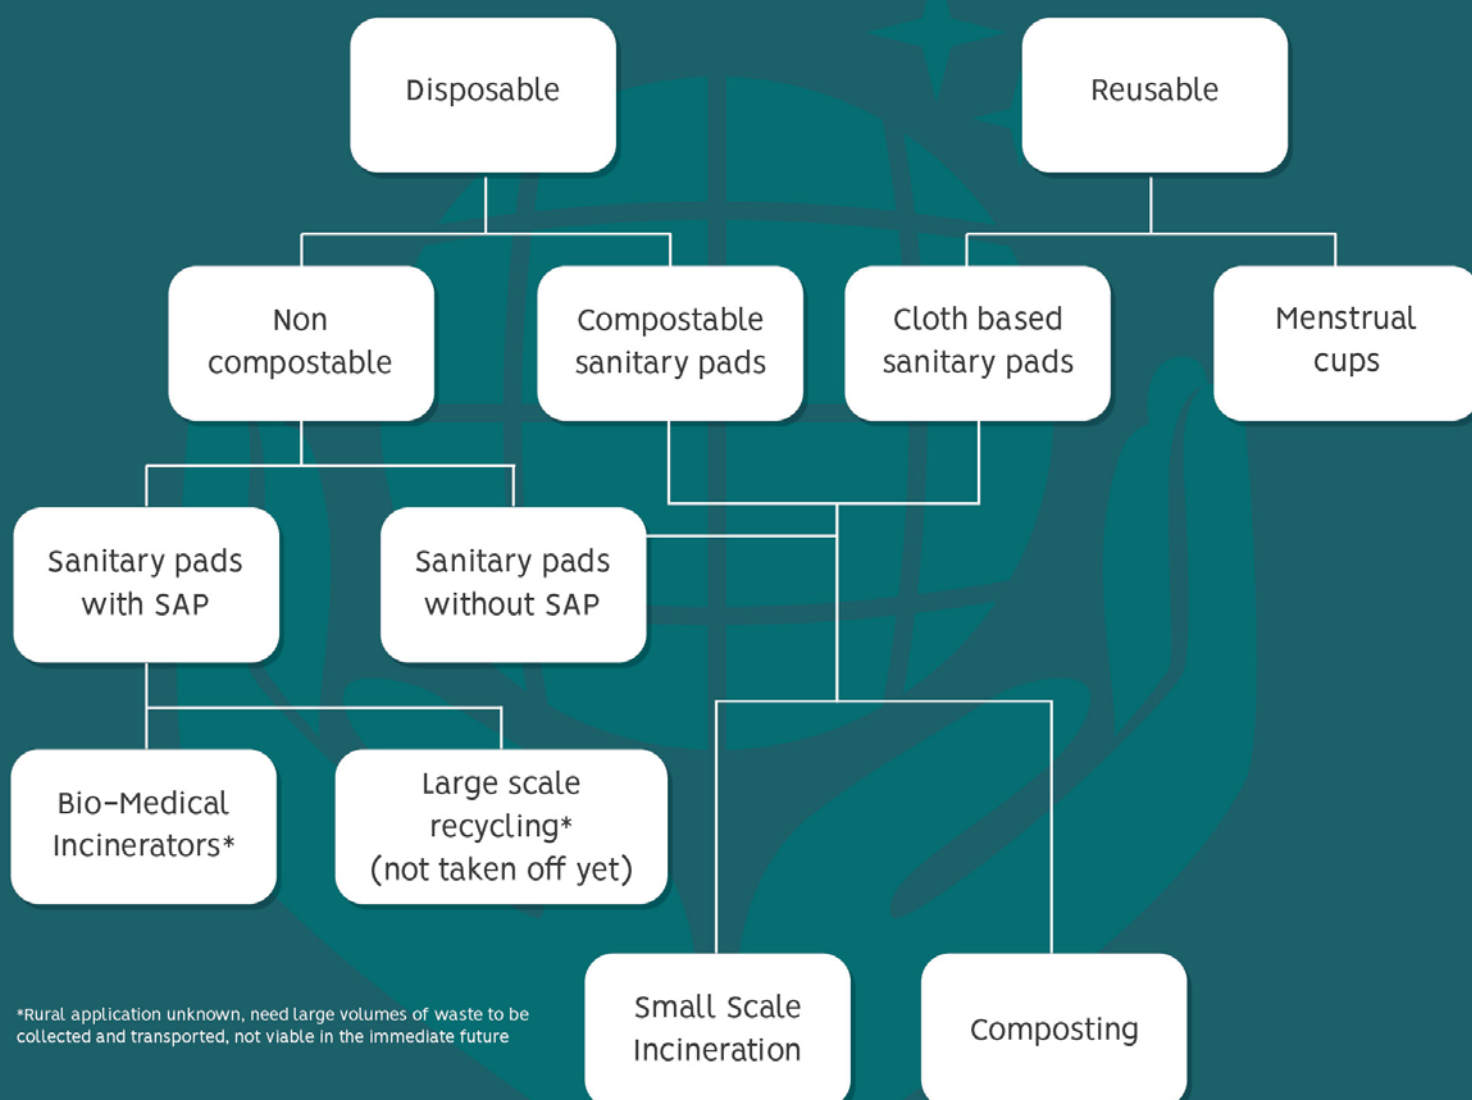 Disposable
Reusable
Non
compostable
Compostable
sanitary pads
Cloth based
sanitary pads
Menstrual
cups
Sanitary pads
with SAP
Sanitary pads
without SAP
Bio-Medical
Incinerators*
Large scale
recycling*
(not taken off yet)
Small Scale
Incineration
Composting
*Rural application unknown, need large volumes of waste to be
collected and transported, not viable in the immediate future